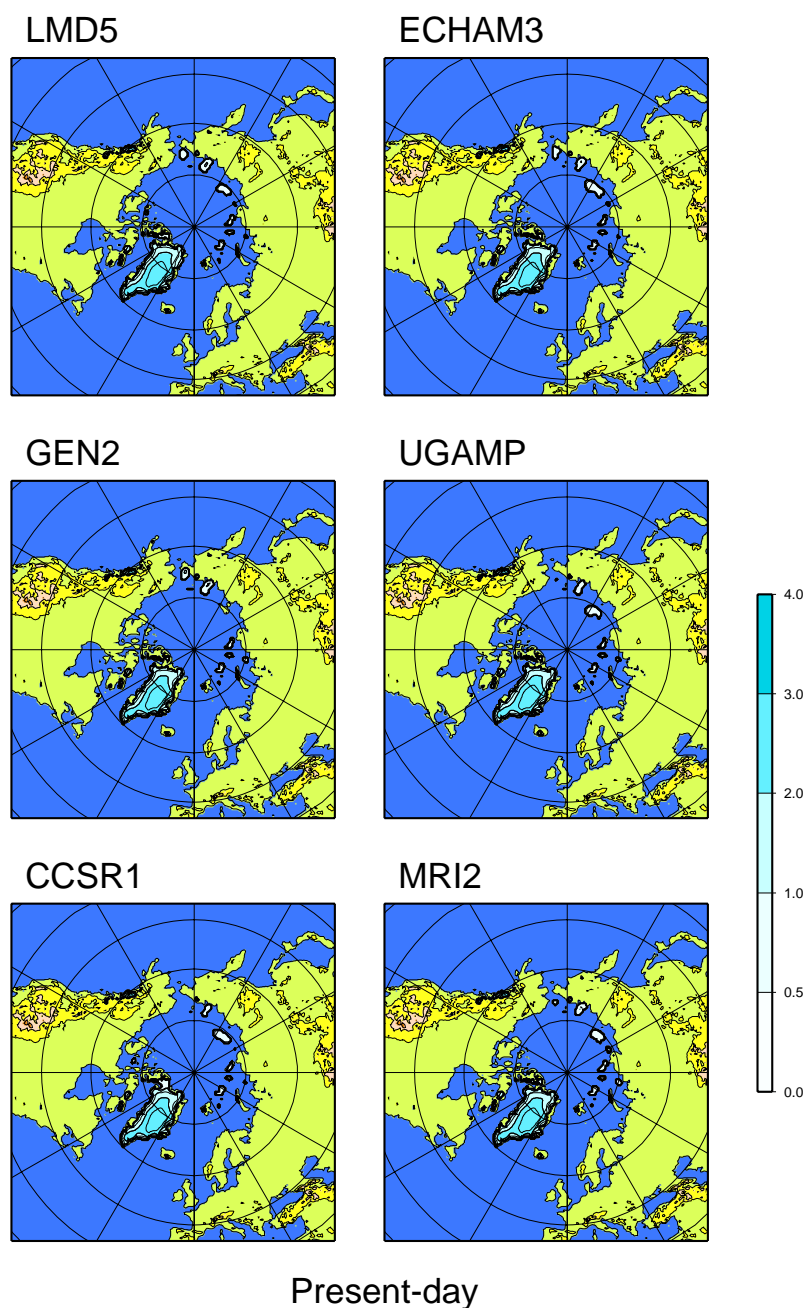 LMD5
ECHAM3
GEN2
UGAMP
4.0
3.0
2.0
1.0
0.5
0.0
CCSR1
MRI2
Present-day